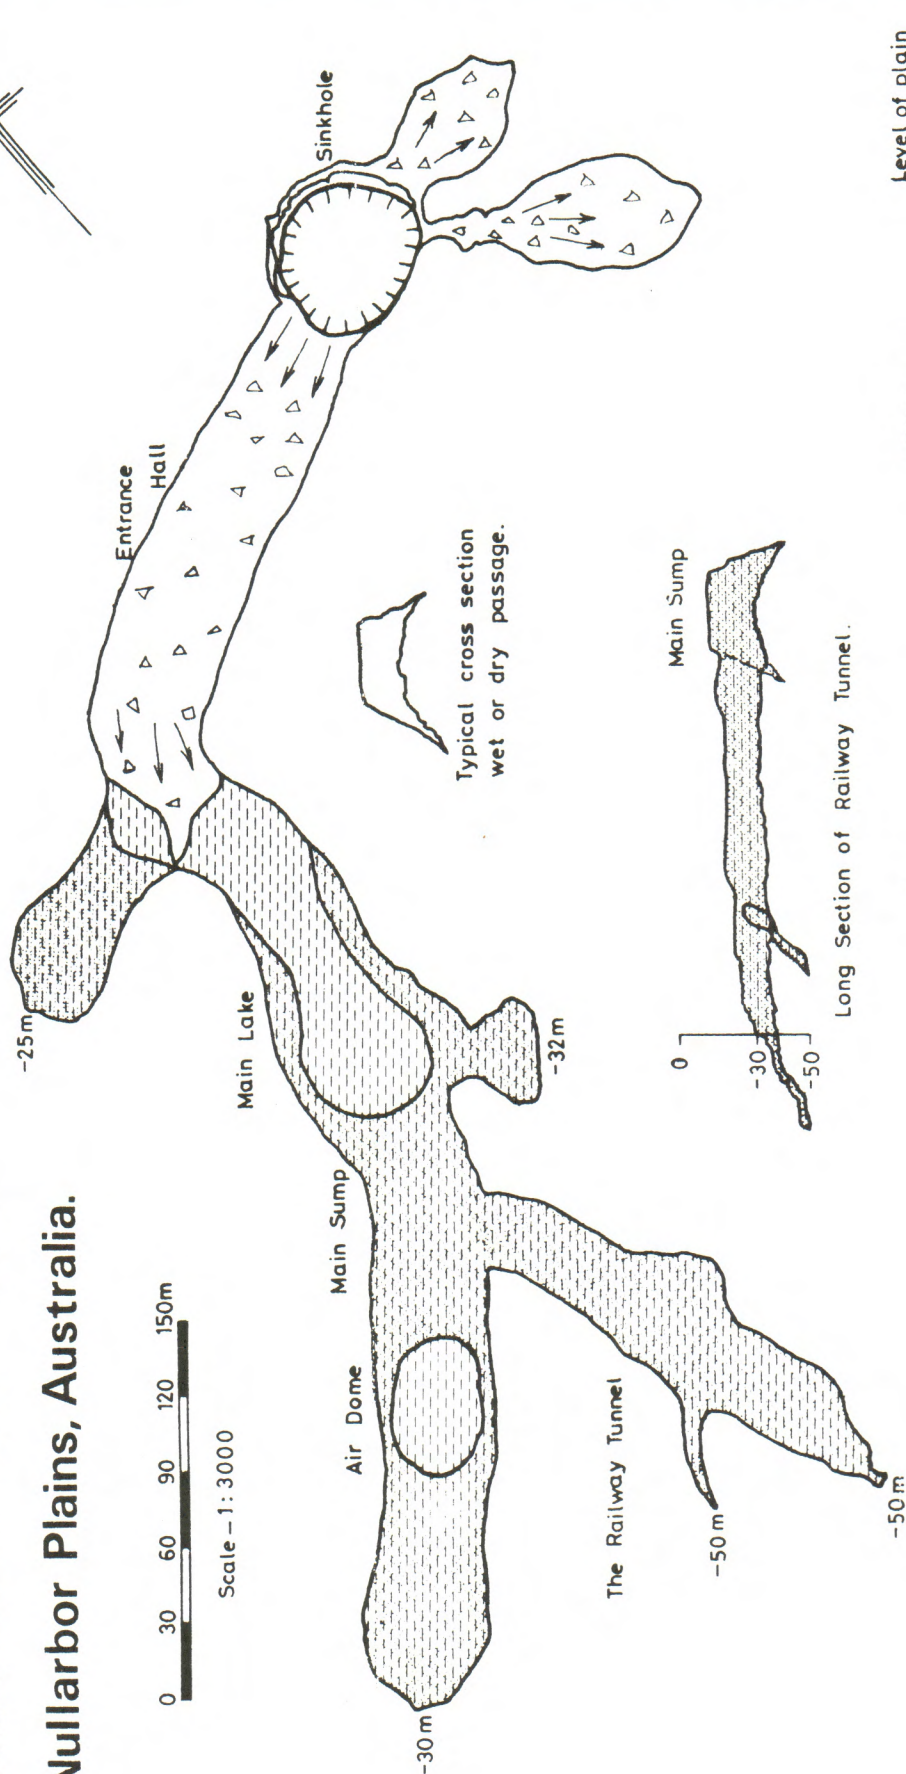 Nullarbor Plains, Australia.
0 30 60 90 120 150m
Scale – 1:3000
-25m
Entrance
Hall
Sinkhole
Main Lake
Main Sump
Air Dome
-30m
-32m
Typical cross section
wet or dry passage.
The Railway Tunnel
-50m
-50m
Main Sump
0
-30
-50
Long Section of Railway Tunnel.
Level of plain